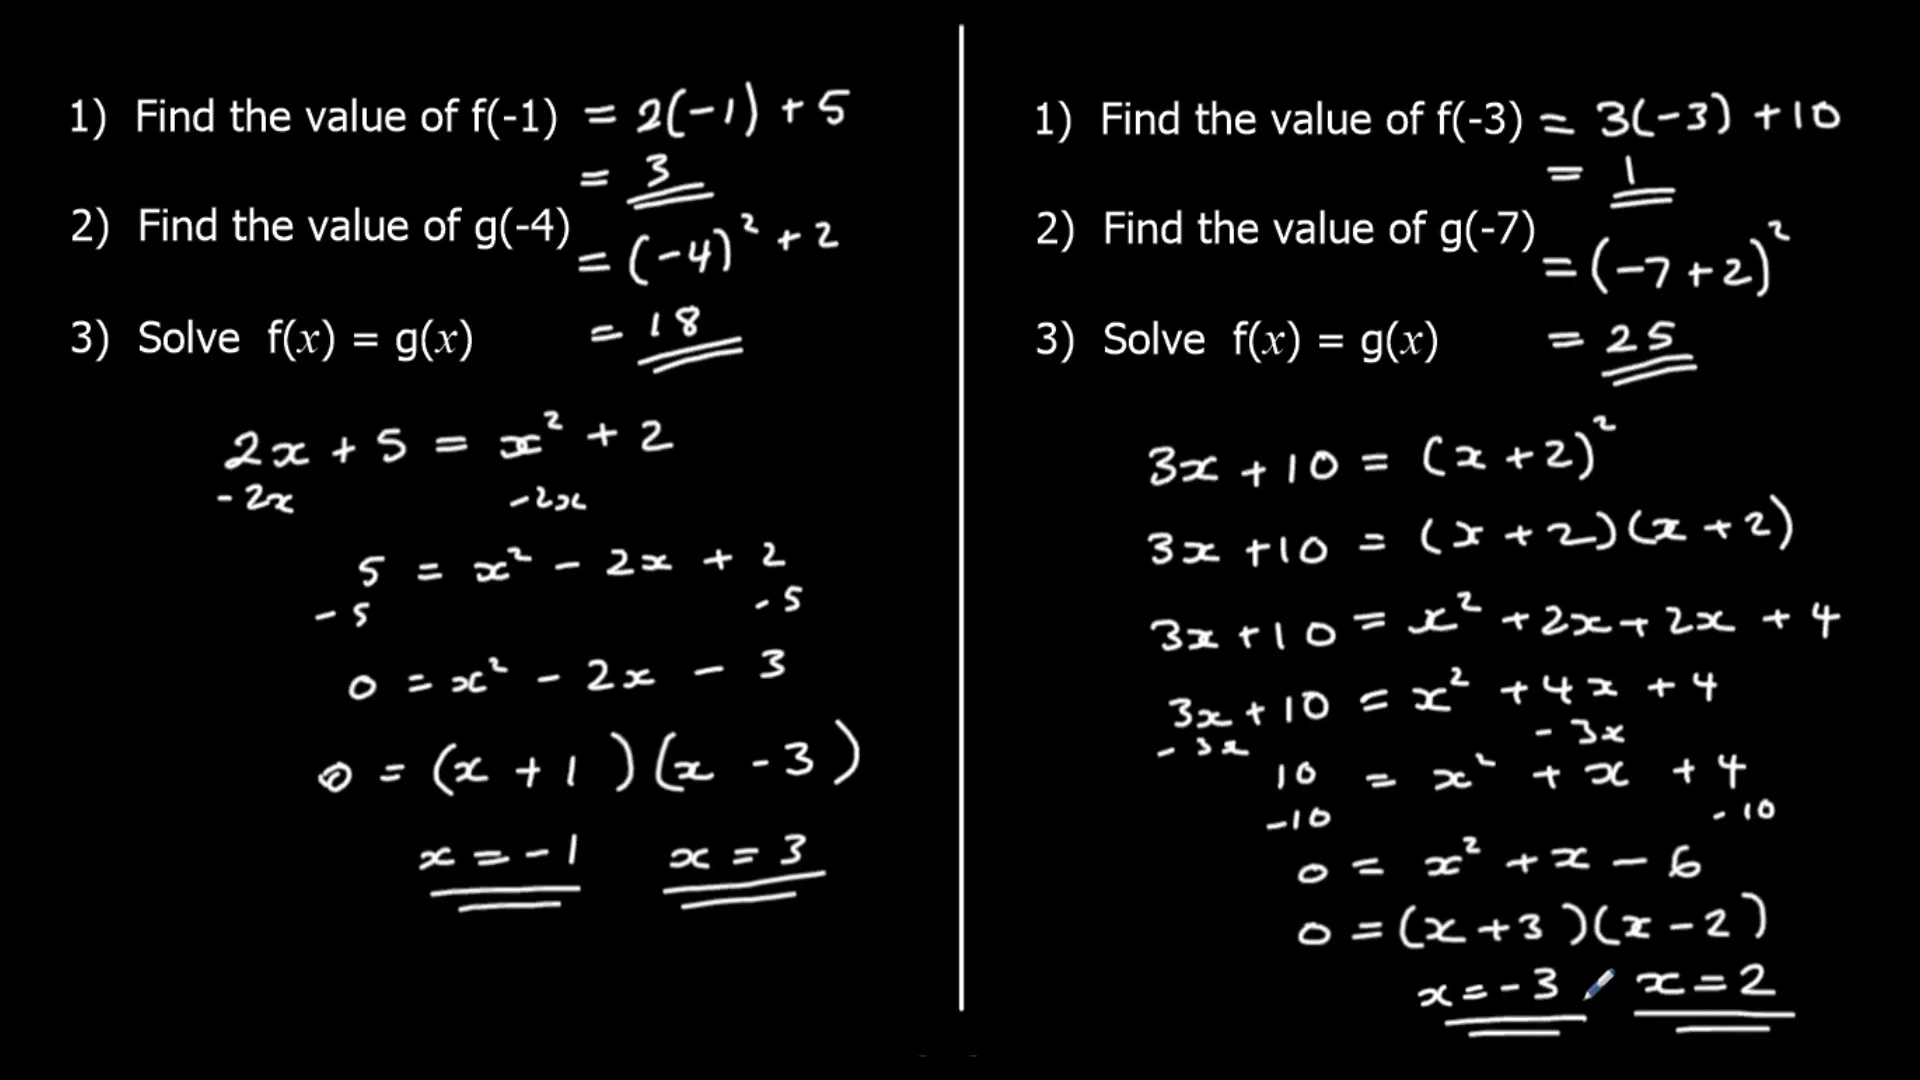 1) Find the value of f(-1) = 2(-1) + 5
= 3
2) Find the value of g(-4)
= (-4)² + 2
3) Solve f(x) = g(x)
= 18
2x + 5 = x² + 2
-2x -2x
5 = x² - 2x + 2
-5 -5
0 = x² - 2x - 3
0 = (x + 1)(x - 3)
x = -1 x = 3
1) Find the value of f(-3) = 3(-3) + 10
= 1
2) Find the value of g(-7)
= (-7 + 2)²
3) Solve f(x) = g(x) = 25
3x + 10 = (x + 2)²
3x + 10 = (x + 2)(x + 2)
3x + 10 = x² + 2x + 2x + 4
3x + 10 = x² + 4x + 4
-3x -3x
10 = x² + x + 4
-10 -10
0 = x² + x - 6
0 = (x + 3)(x - 2)
x = -3 x = 2